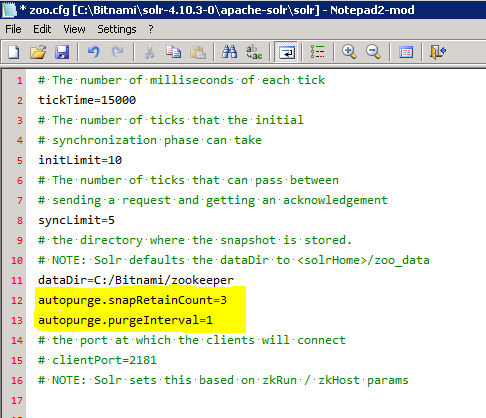 * zoo.cfg [C:\Bitnami\solr-4.10.3-0\apache-solr\solr] - Notepad2-mod
File Edit View Settings ?
1 # The number of milliseconds of each tick
2 tickTime=15000
3 # The number of ticks that the initial
4 # synchronization phase can take
5 initLimit=10
6 # The number of ticks that can pass between
7 # sending a request and getting an acknowledgement
8 syncLimit=5
9 # the directory where the snapshot is stored.
10 # NOTE: Solr defaults the dataDir to <solrHome>/zoo_data
11 dataDir=C:/Bitnami/zookeeper
12 autopurge.snapRetainCount=3
13 autopurge.purgeInterval=1
14 # the port at which the clients will connect
15 # clientPort=2181
16 # NOTE: Solr sets this based on zkRun / zkHost params
17